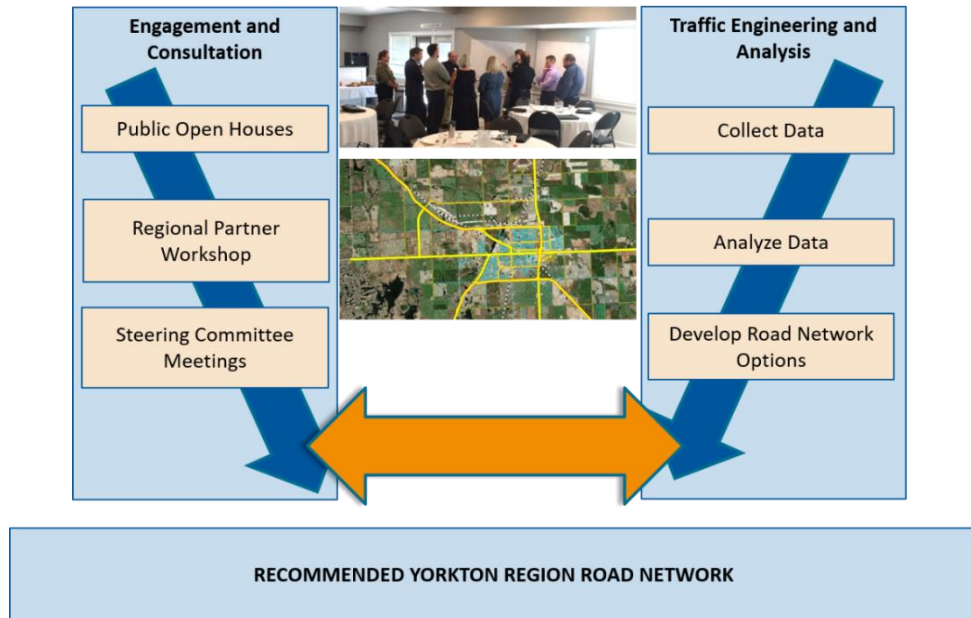 Engagement and
Consultation
Public Open Houses
Regional Partner
Workshop
Steering Committee
Meetings
Traffic Engineering and
Analysis
Collect Data
Analyze Data
Develop Road Network
Options
RECOMMENDED YORKTON REGION ROAD NETWORK